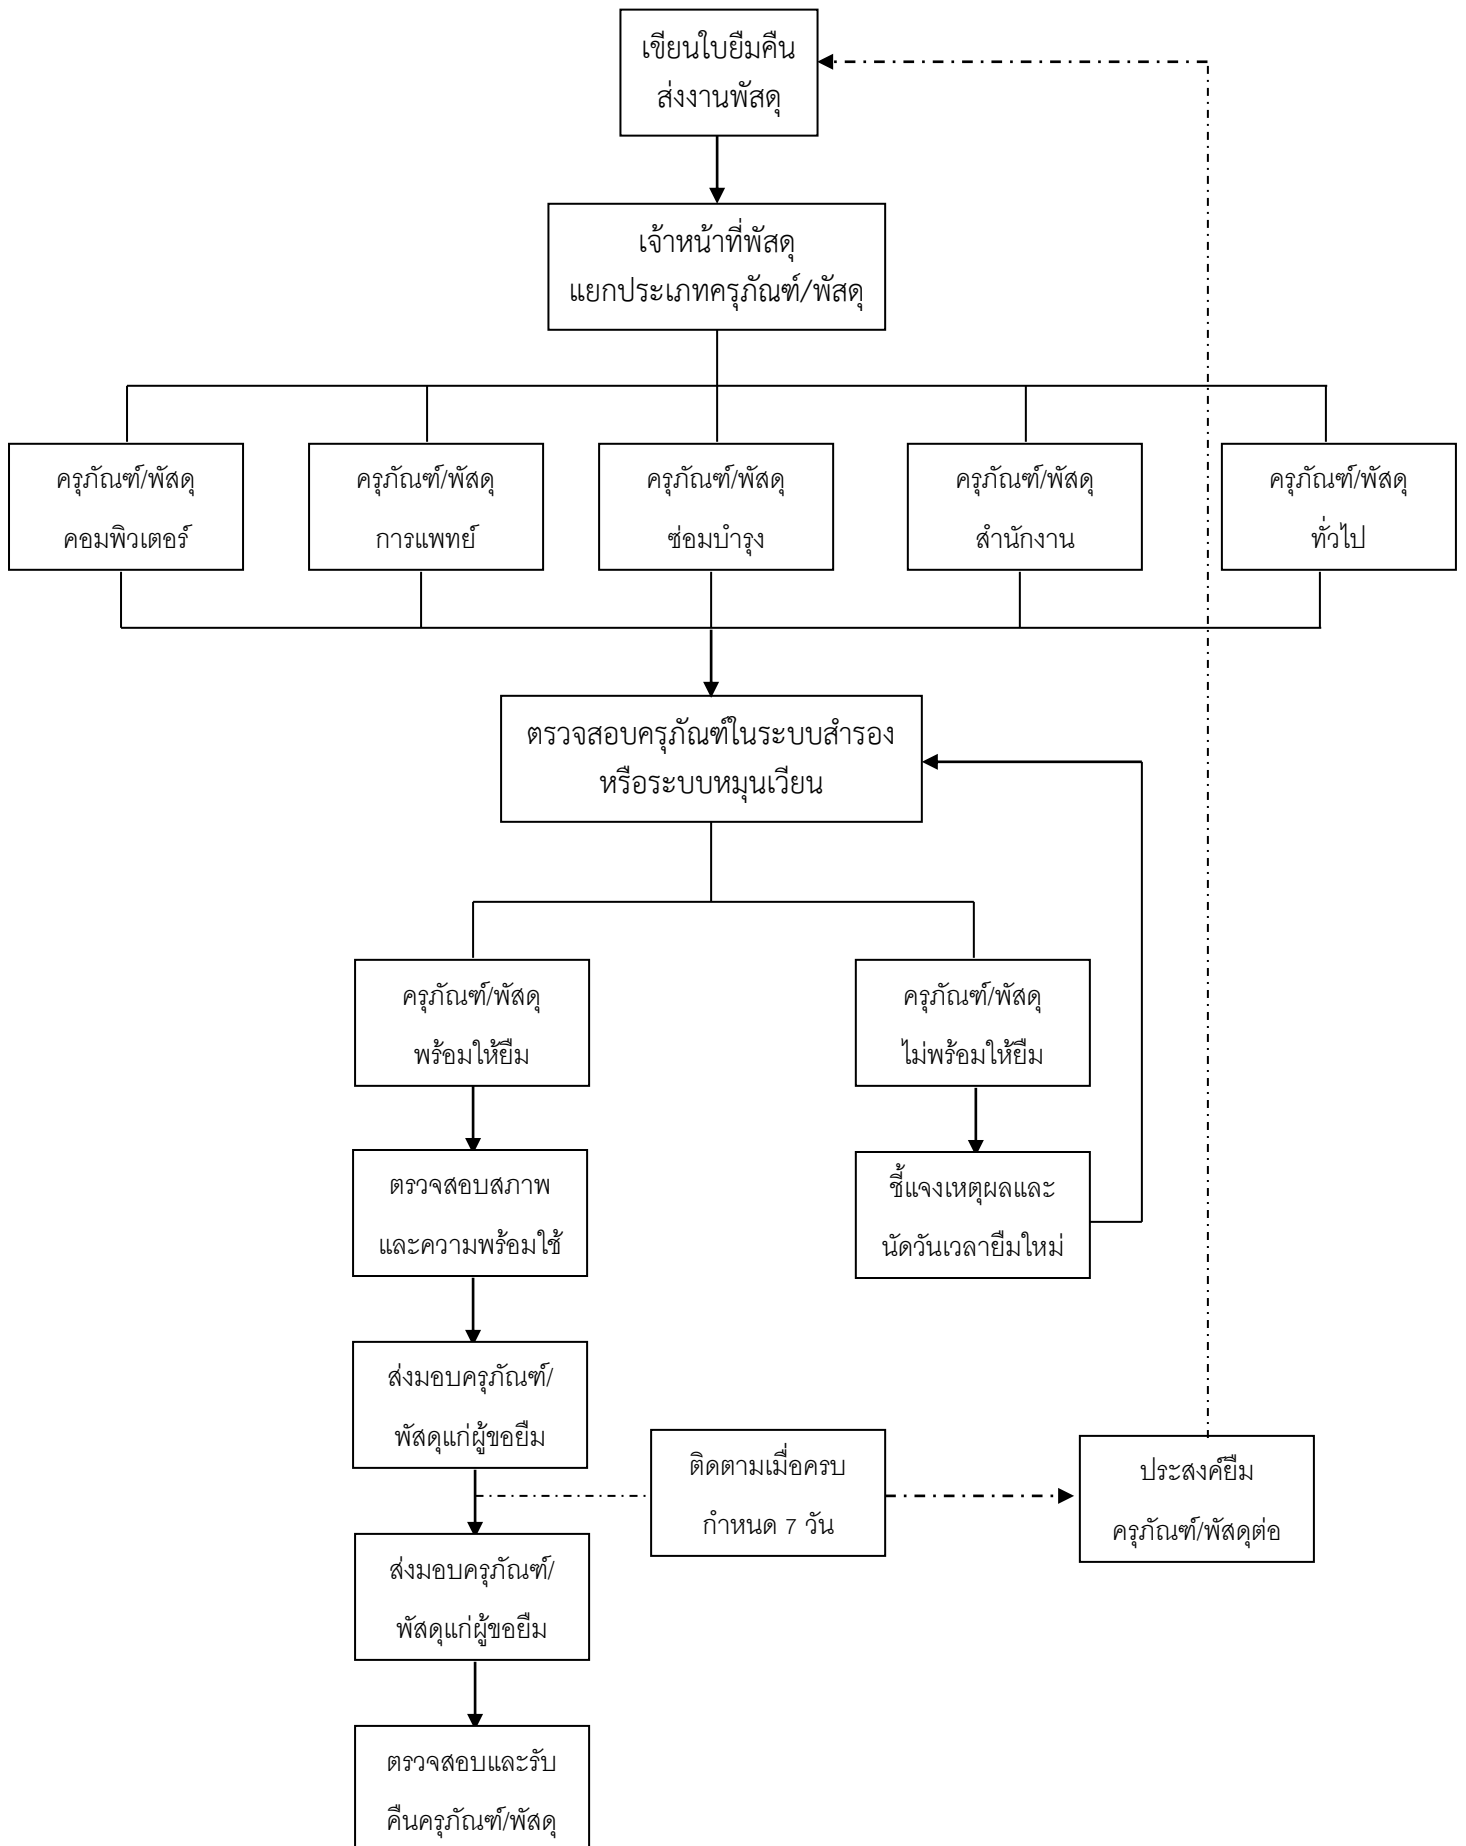 เขียนใบยืมคืน
ส่งงานพัสดุ
เจ้าหน้าที่พัสดุ
แยกประเภทครุภัณฑ์/พัสดุ
ครุภัณฑ์/พัสดุ
คอมพิวเตอร์
ครุภัณฑ์/พัสดุ
การแพทย์
ครุภัณฑ์/พัสดุ
ซ่อมบำรุง
ครุภัณฑ์/พัสดุ
สำนักงาน
ครุภัณฑ์/พัสดุ
ทั่วไป
ตรวจสอบครุภัณฑ์ในระบบสำรอง
หรือระบบหมุนเวียน
ครุภัณฑ์/พัสดุ
พร้อมให้ยืม
ครุภัณฑ์/พัสดุ
ไม่พร้อมให้ยืม
ตรวจสอบสภาพ
และความพร้อมใช้
ชี้แจงเหตุผลและ
นัดวันเวลายืมใหม่
ส่งมอบครุภัณฑ์/
พัสดุแก่ผู้ขอยืม
ติดตามเมื่อครบ
กำหนด 7 วัน
ประสงค์ยืม
ครุภัณฑ์/พัสดุต่อ
ส่งมอบครุภัณฑ์/
พัสดุแก่ผู้ขอยืม
ตรวจสอบและรับ
คืนครุภัณฑ์/พัสดุ